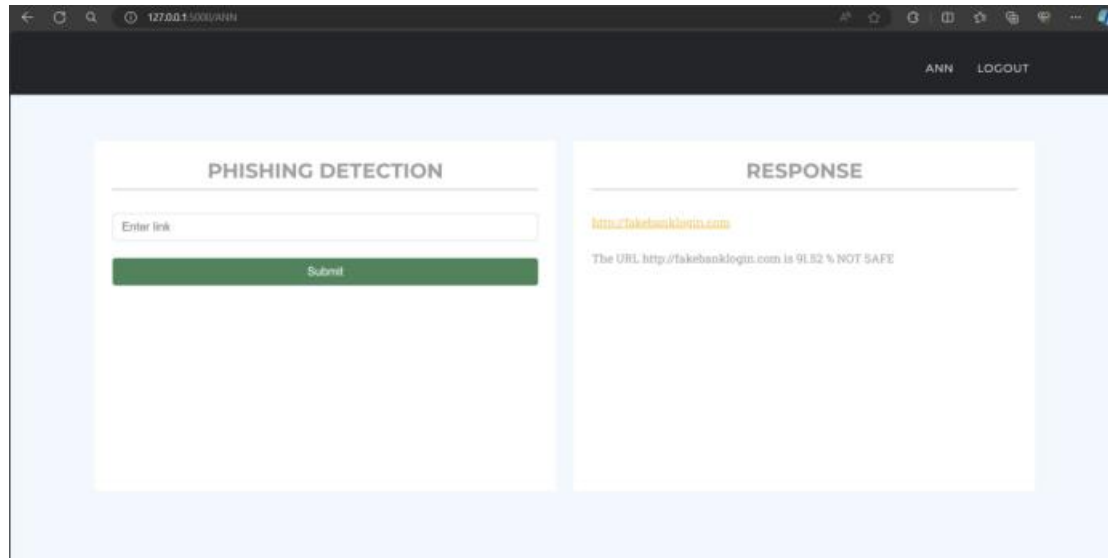 127.0.0.1:5000/ANN
ANN LOGOUT
PHISHING DETECTION
Enter link
Submit
RESPONSE
http://fakebanklogin.com
The URL http://fakebanklogin.com is 91.52 % NOT SAFE